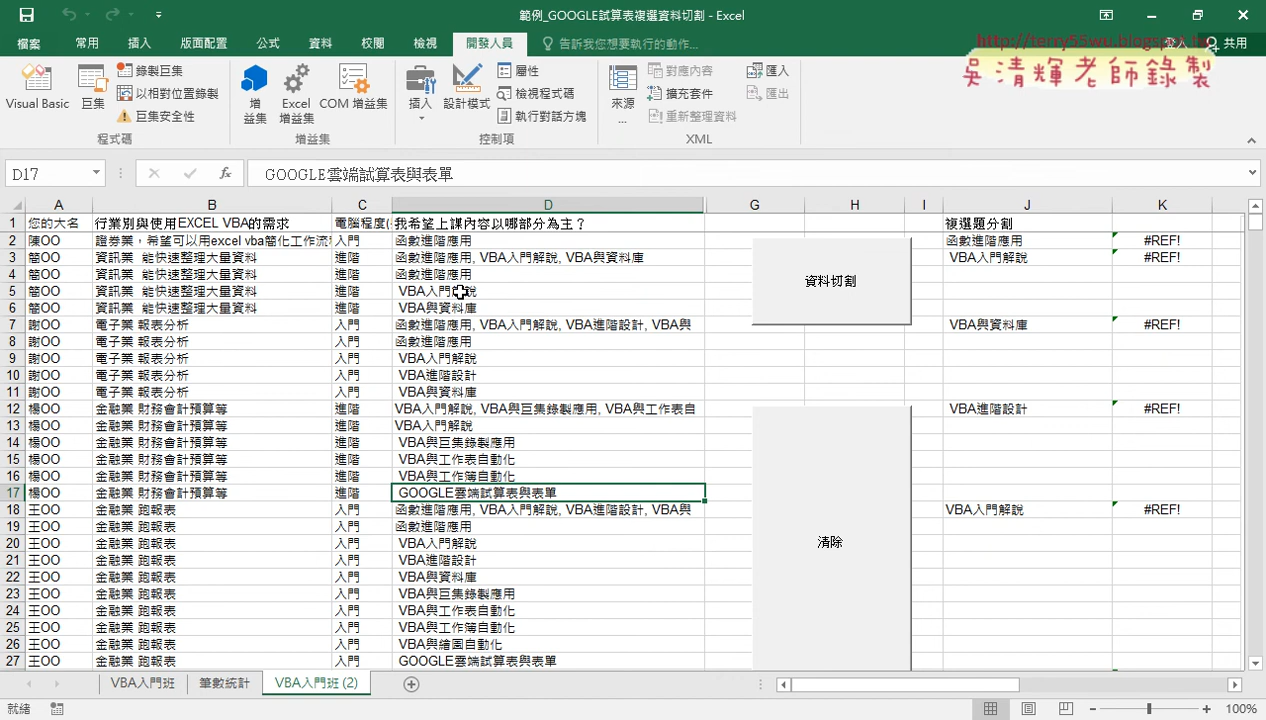 範例_GOOGLE試算表複選資料切割 - Excel
檔案 常用 插入 版面配置 公式 資料 校閱 檢視 開發人員 告訴我您想要執行的動作... 登入 共用
http://terry55wu.blogspot.tw
吳清輝老師錄製
Visual Basic 巨集 錄製巨集 以相對位置錄製 巨集安全性
增益集 Excel 增益集 COM 增益集
插入 設計模式 屬性 檢視程式碼 執行對話方塊
來源... 對應內容 擴充套件 重新整理資料 匯入 匯出
程式碼 增益集 控制項 XML
D17 fx GOOGLE雲端試算表與表單
A B C D G H I J K
1 您的大名 行業別與使用EXCEL VBA的需求 電腦程度( 我希望上課內容以哪部分為主？ 複選題分割
2 陳OO 證券業，希望可以用excel vba簡化工作流程 入門 函數進階應用 函數進階應用 #REF!
3 簡OO 資訊業 能快速整理大量資料 進階 函數進階應用, VBA入門解說, VBA與資料庫 VBA入門解說 #REF!
4 簡OO 資訊業 能快速整理大量資料 進階 函數進階應用
5 簡OO 資訊業 能快速整理大量資料 進階 VBA入門解說
6 簡OO 資訊業 能快速整理大量資料 進階 VBA與資料庫
7 謝OO 電子業 報表分析 入門 函數進階應用, VBA入門解說, VBA進階設計, VBA與 VBA與資料庫 #REF!
8 謝OO 電子業 報表分析 入門 函數進階應用
9 謝OO 電子業 報表分析 入門 VBA入門解說
10 謝OO 電子業 報表分析 入門 VBA進階設計
11 謝OO 電子業 報表分析 入門 VBA與資料庫
12 楊OO 金融業 財務會計預算等 進階 VBA入門解說, VBA與巨集錄製應用, VBA與工作表自 VBA進階設計 #REF!
13 楊OO 金融業 財務會計預算等 進階 VBA入門解說
14 楊OO 金融業 財務會計預算等 進階 VBA與巨集錄製應用
15 楊OO 金融業 財務會計預算等 進階 VBA與工作表自動化
16 楊OO 金融業 財務會計預算等 進階 VBA與工作簿自動化
17 楊OO 金融業 財務會計預算等 進階 GOOGLE雲端試算表與表單
18 王OO 金融業 跑報表 入門 函數進階應用, VBA入門解說, VBA進階設計, VBA與 VBA入門解說 #REF!
19 王OO 金融業 跑報表 入門 函數進階應用
20 王OO 金融業 跑報表 入門 VBA入門解說
21 王OO 金融業 跑報表 入門 VBA進階設計
22 王OO 金融業 跑報表 入門 VBA與資料庫
23 王OO 金融業 跑報表 入門 VBA與巨集錄製應用
24 王OO 金融業 跑報表 入門 VBA與工作表自動化
25 王OO 金融業 跑報表 入門 VBA與工作簿自動化
26 王OO 金融業 跑報表 入門 VBA與繪圖自動化
27 王OO 金融業 跑報表 入門 GOOGLE雲端試算表與表單
資料切割
清除
VBA入門班 筆數統計 VBA入門班 (2)
就緒 100%